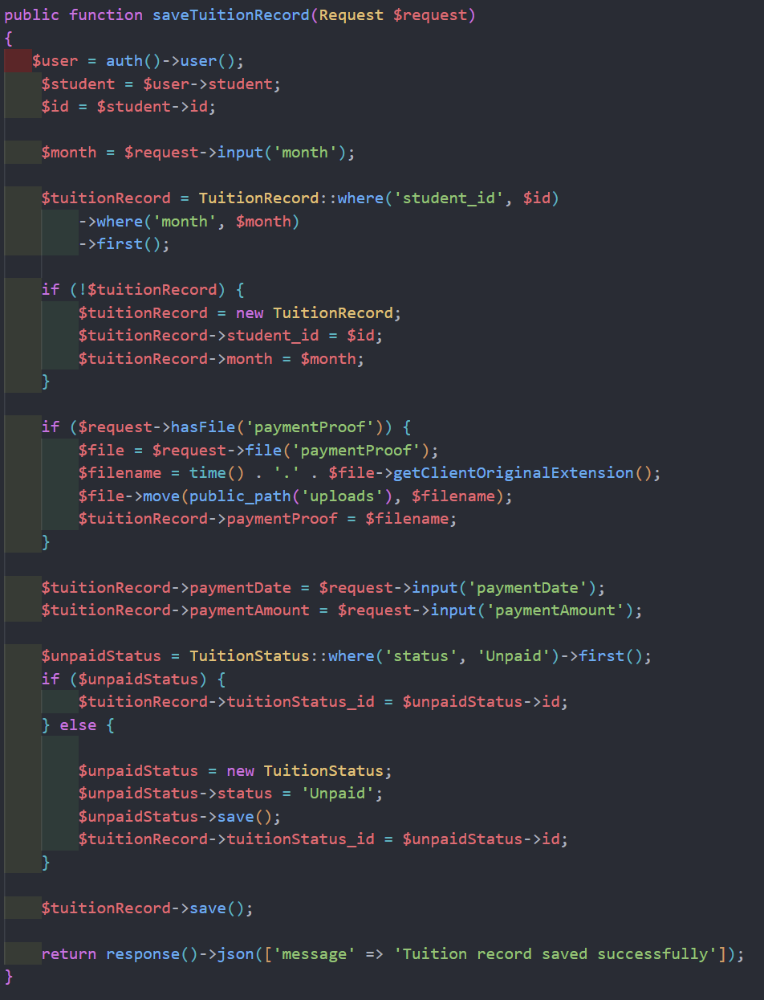 public function saveTuitionRecord(Request $request)
{
$user = auth()->user();
$student = $user->student;
$id = $student->id;
$month = $request->input('month');
$tuitionRecord = TuitionRecord::where('student_id', $id)
->where('month', $month)
->first();
if (!$tuitionRecord) {
$tuitionRecord = new TuitionRecord;
$tuitionRecord->student_id = $id;
$tuitionRecord->month = $month;
}
if ($request->hasFile('paymentProof')) {
$file = $request->file('paymentProof');
$filename = time() . '.' . $file->getClientOriginalExtension();
$file->move(public_path('uploads'), $filename);
$tuitionRecord->paymentProof = $filename;
}
$tuitionRecord->paymentDate = $request->input('paymentDate');
$tuitionRecord->paymentAmount = $request->input('paymentAmount');
$unpaidStatus = TuitionStatus::where('status', 'Unpaid')->first();
if ($unpaidStatus) {
$tuitionRecord->tuitionStatus_id = $unpaidStatus->id;
} else {
$unpaidStatus = new TuitionStatus;
$unpaidStatus->status = 'Unpaid';
$unpaidStatus->save();
$tuitionRecord->tuitionStatus_id = $unpaidStatus->id;
}
$tuitionRecord->save();
return response()->json(['message' => 'Tuition record saved successfully']);
}